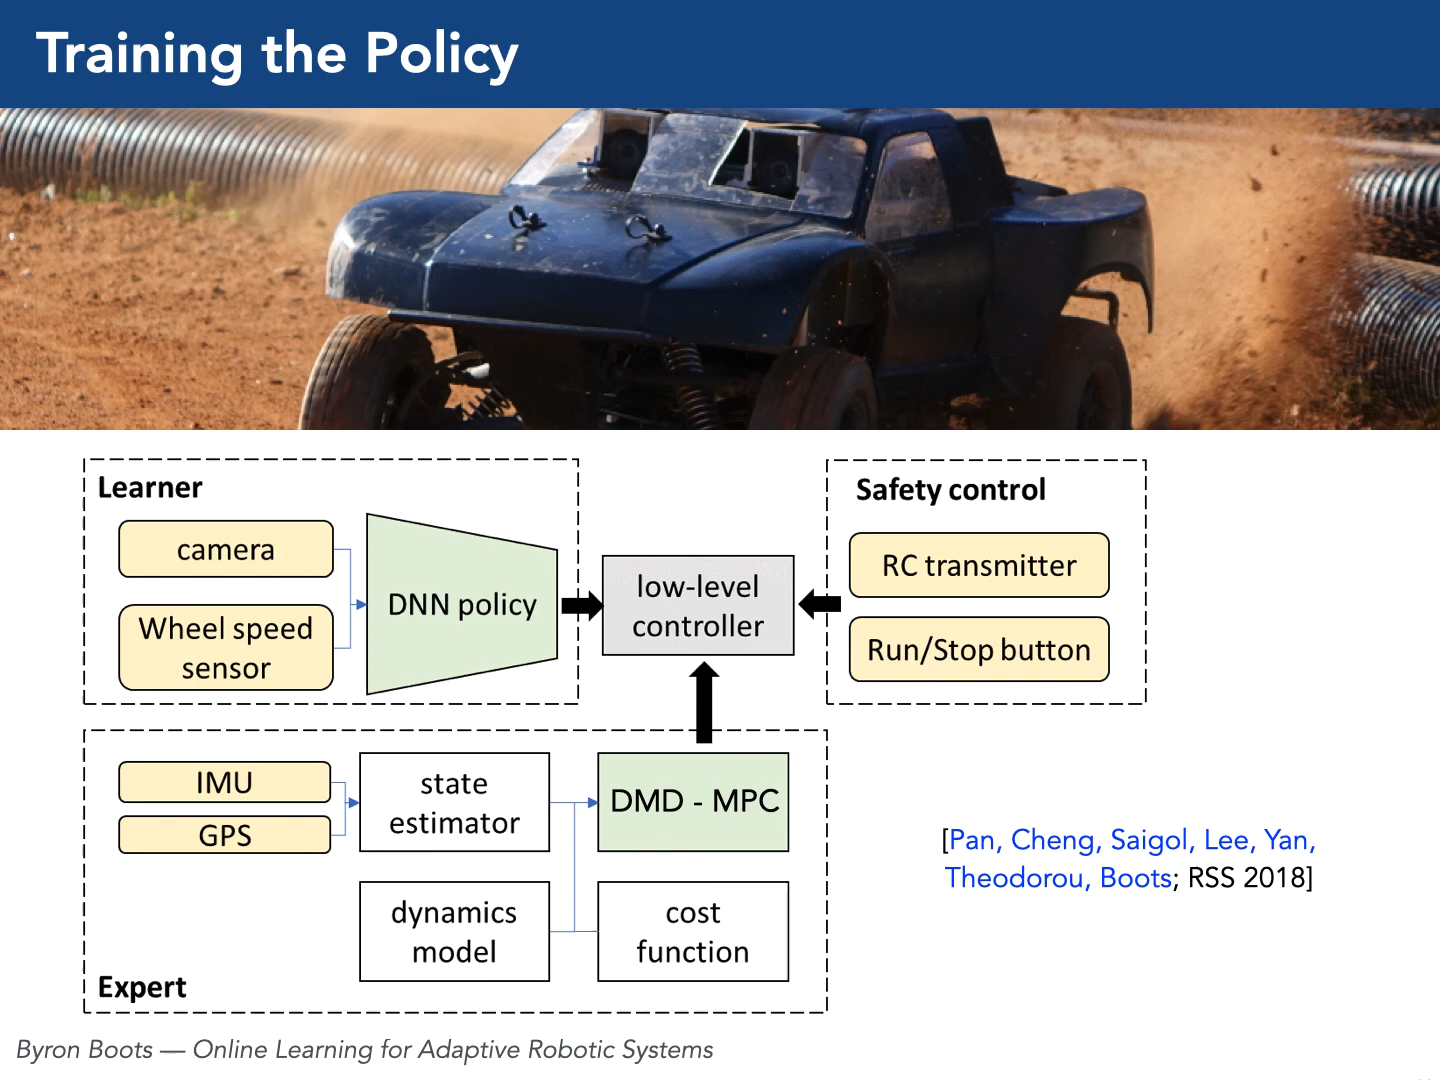 Training the Policy
Learner
camera
Wheel speed
sensor
DNN policy
low-level
controller
Safety control
RC transmitter
Run/Stop button
IMU
GPS
state
estimator
DMD - MPC
dynamics
model
cost
function
Expert
[Pan, Cheng, Saigol, Lee, Yan,
Theodorou, Boots; RSS 2018]
Byron Boots — Online Learning for Adaptive Robotic Systems